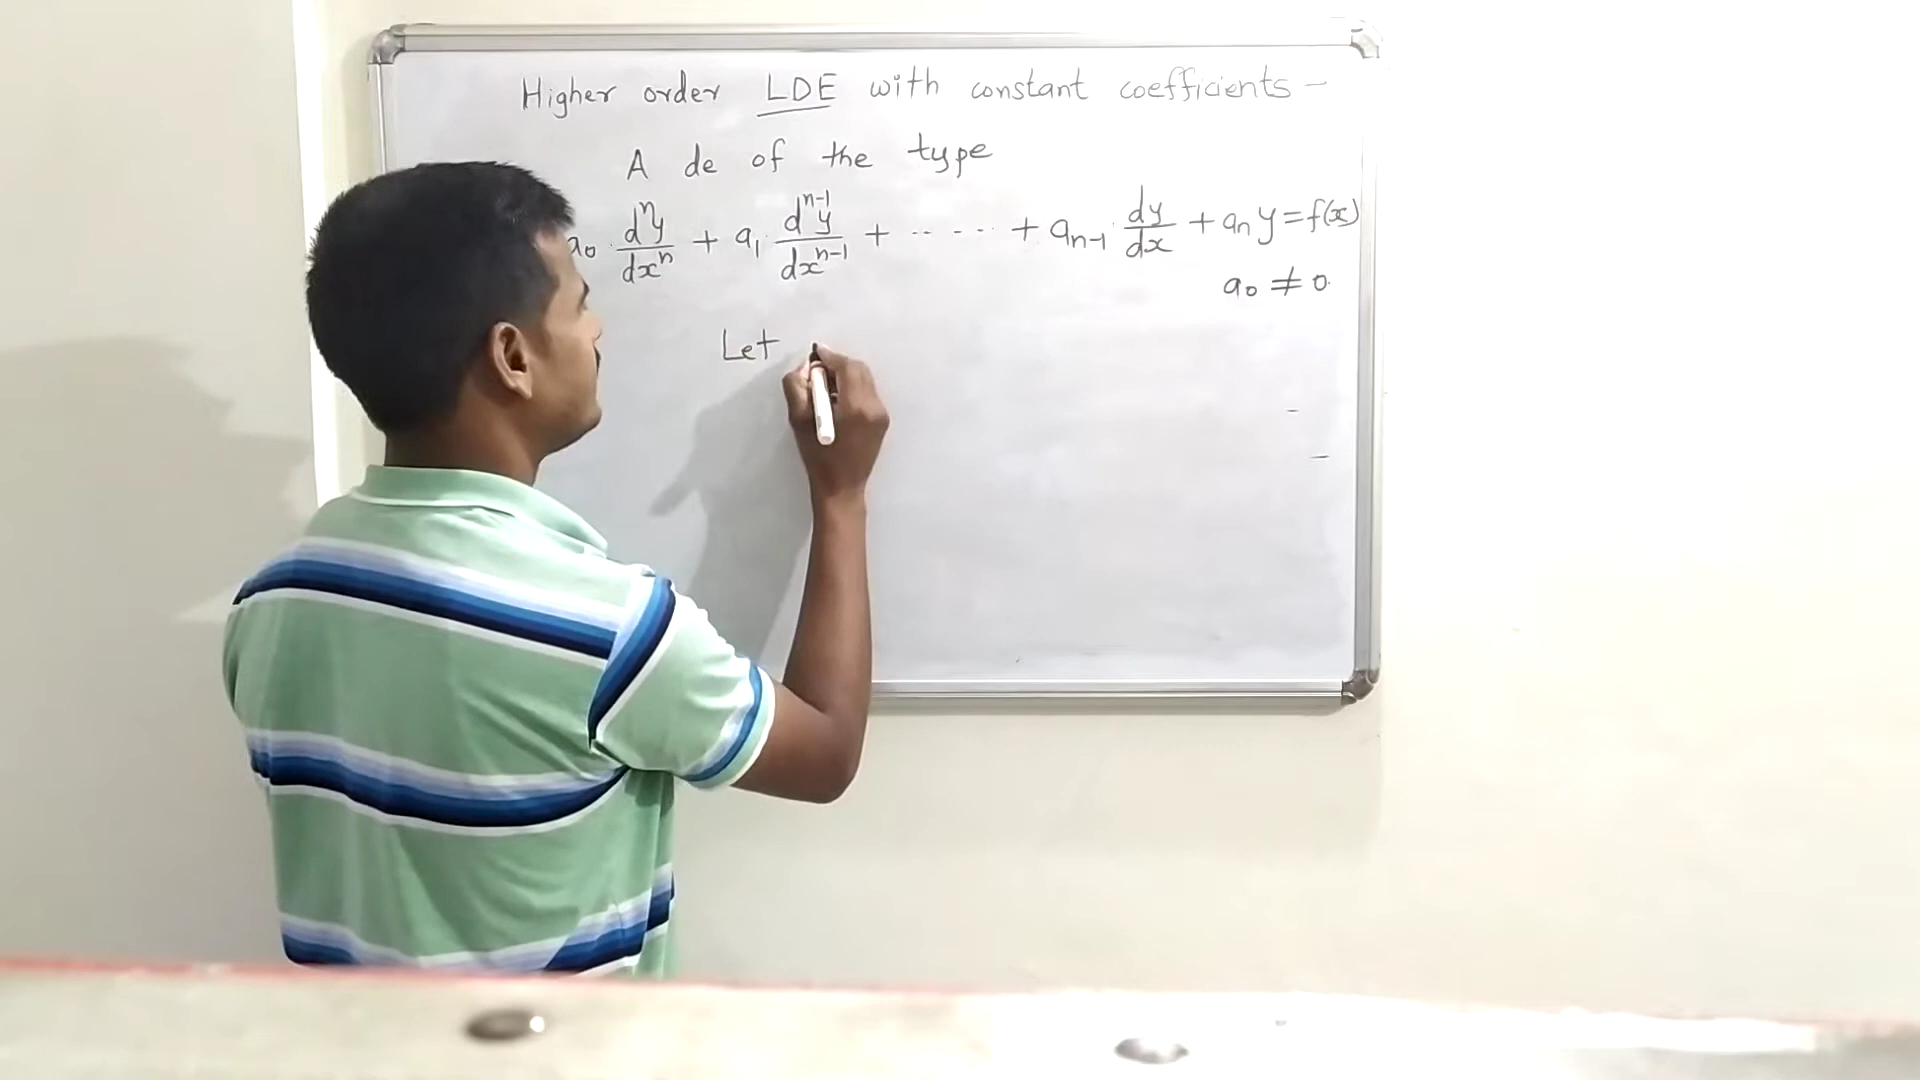 Higher order LDE with constant coefficients -
A de of the type
a₀ dⁿy/dxⁿ + a₁ dⁿ⁻¹y/dxⁿ⁻¹ + ...... + aₙ₋₁ dy/dx + aₙ y = f(x)
a₀ ≠ 0.
Let